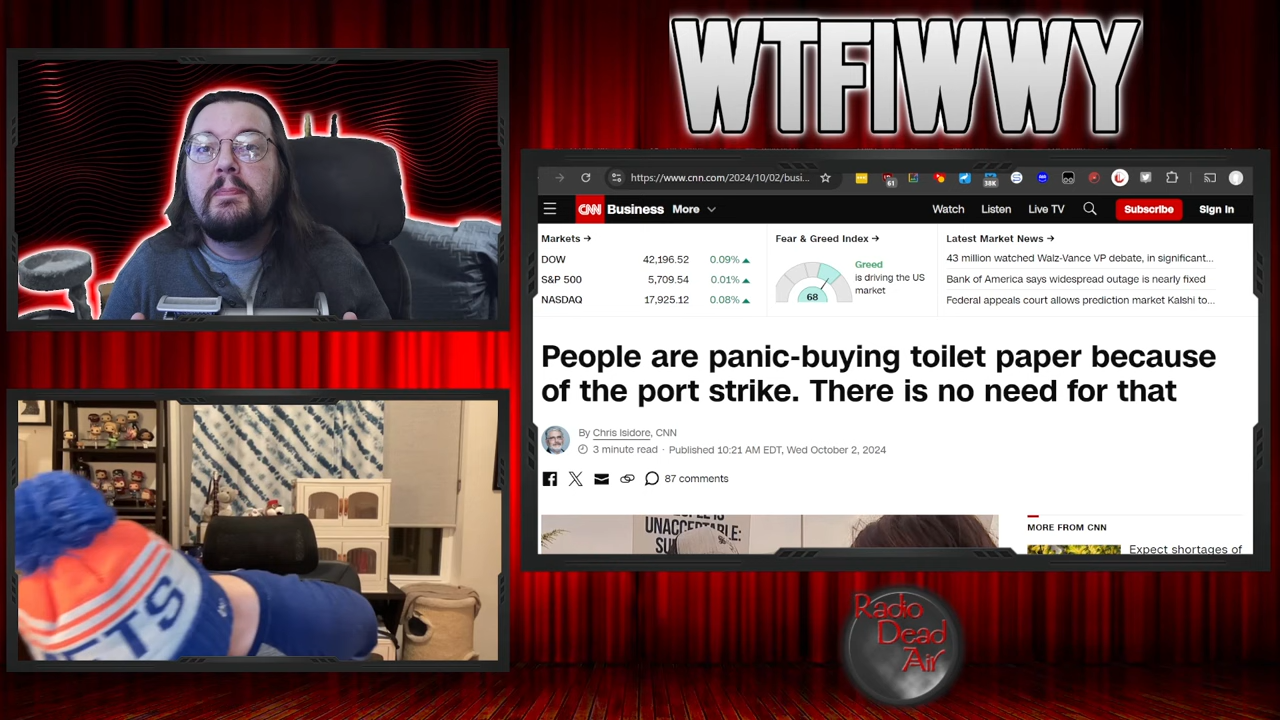 WTFIWWY
https://www.cnn.com/2024/10/02/busi...
61
38K
CNN Business More
Watch Listen Live TV Subscribe Sign in
Markets →
DOW 42,196.52 0.09%
S&P 500 5,709.54 0.01%
NASDAQ 17,925.12 0.08%
Fear & Greed Index →
68
Greed
is driving the US
market
Latest Market News →
43 million watched Walz-Vance VP debate, in significant...
Bank of America says widespread outage is nearly fixed
Federal appeals court allows prediction market Kalshi to...
People are panic-buying toilet paper because
of the port strike. There is no need for that
By Chris Isidore, CNN
3 minute read · Published 10:21 AM EDT, Wed October 2, 2024
87 comments
UNACCEPTABLE:
MORE FROM CNN
Expect shortages of
ETS
Radio
Dead
Air